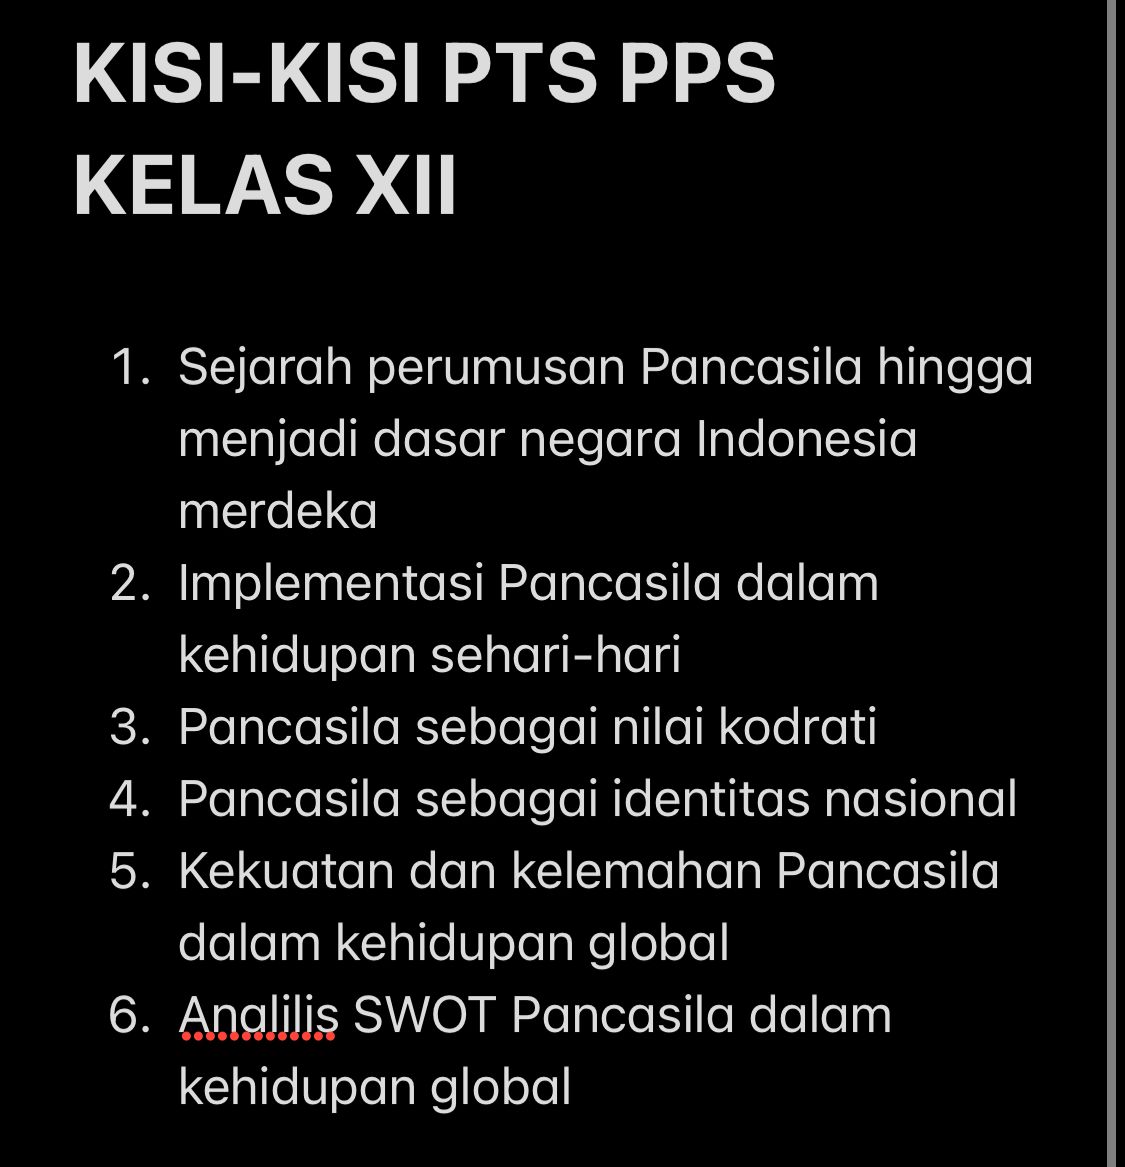 KISI-KISI PTS PPS
KELAS XII
1. Sejarah perumusan Pancasila hingga
menjadi dasar negara Indonesia
merdeka
2. Implementasi Pancasila dalam
kehidupan sehari-hari
3. Pancasila sebagai nilai kodrati
4. Pancasila sebagai identitas nasional
5. Kekuatan dan kelemahan Pancasila
dalam kehidupan global
6. Analilis SWOT Pancasila dalam
kehidupan global